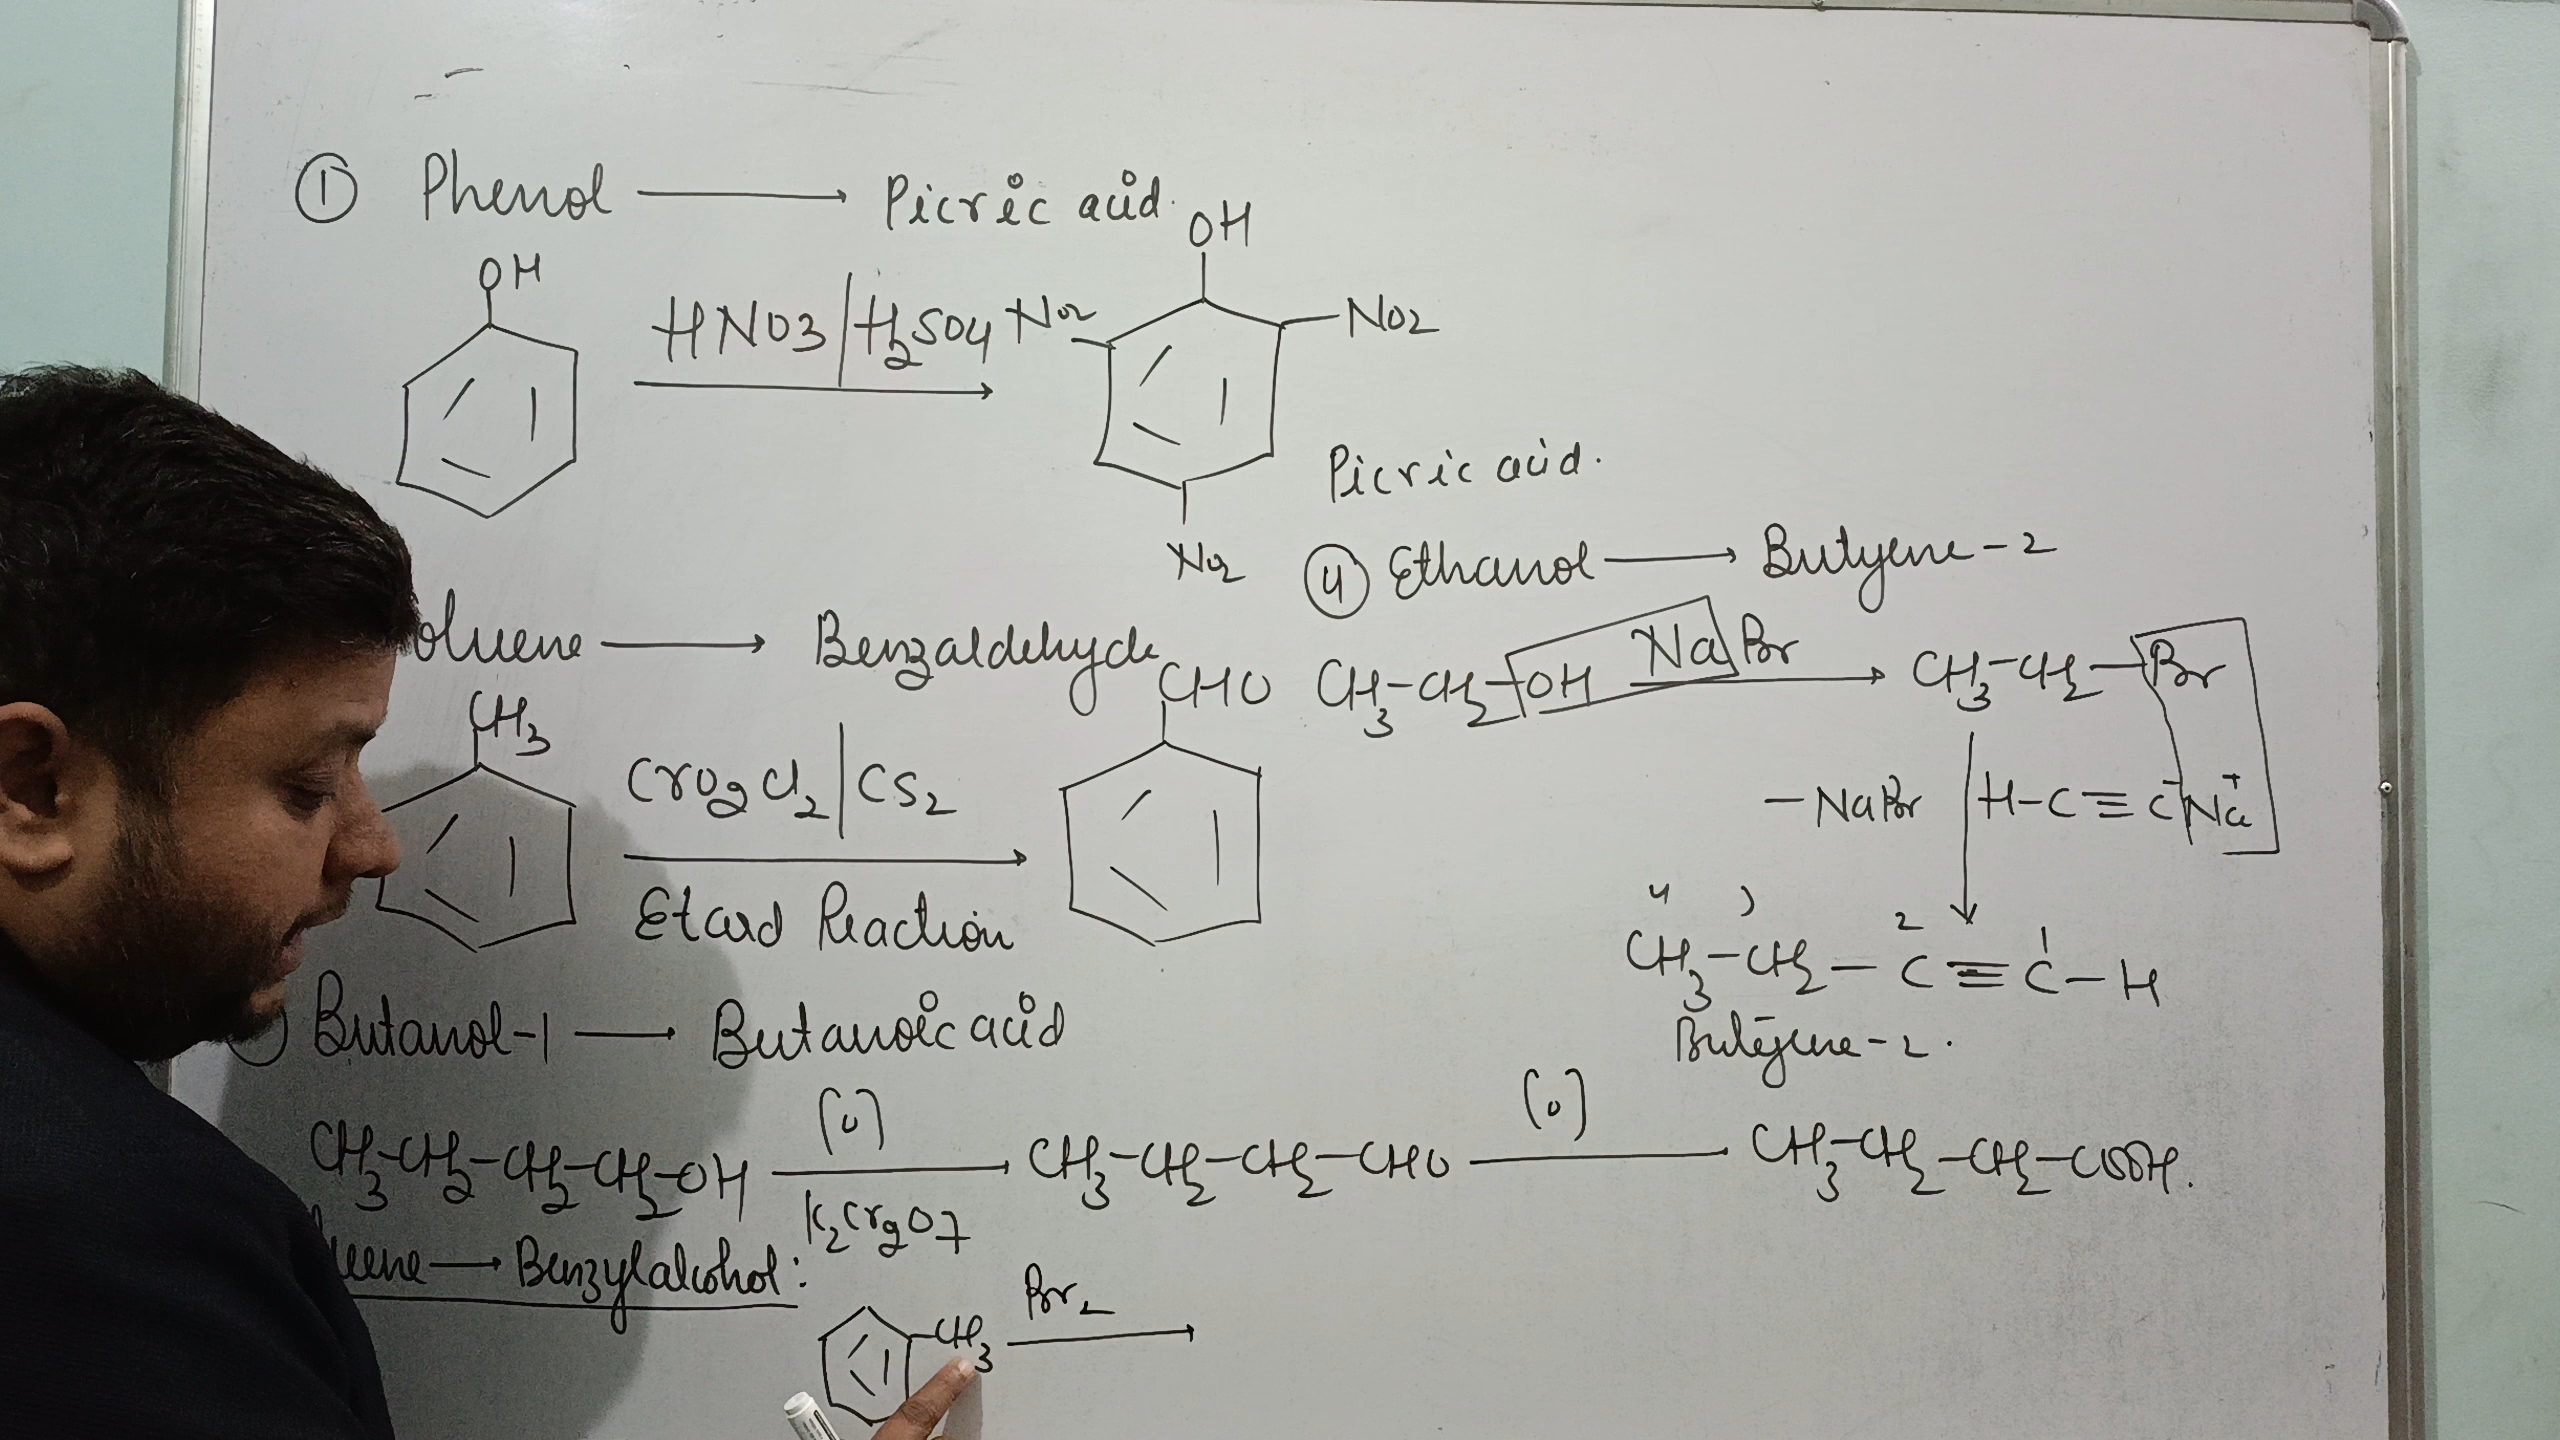 ① Phenol ⟶ Picric acid.
OH
HNO3/H2SO4
OH
NO2
NO2
NO2
Picric acid.
oluene ⟶ Benzaldehyde
CH3
CrO2Cl2/CS2
Etard Reaction
CHO
④ Ethanol ⟶ Butyene-2
CH3-CH2-OH NaBr ⟶ CH3-CH2-Br
-NaBr H-C≡C⁻Na⁺
4 3 2 1
CH3-CH2-C≡C-H
Butyene-2.
Butanol-1 ⟶ Butanoic acid
CH3-CH2-CH2-CH2-OH (O) ⟶ CH3-CH2-CH2-CHO (O) ⟶ CH3-CH2-CH2-COOH.
K2Cr2O7
uene ⟶ Benzylalcohol:
CH3 Br2 ⟶